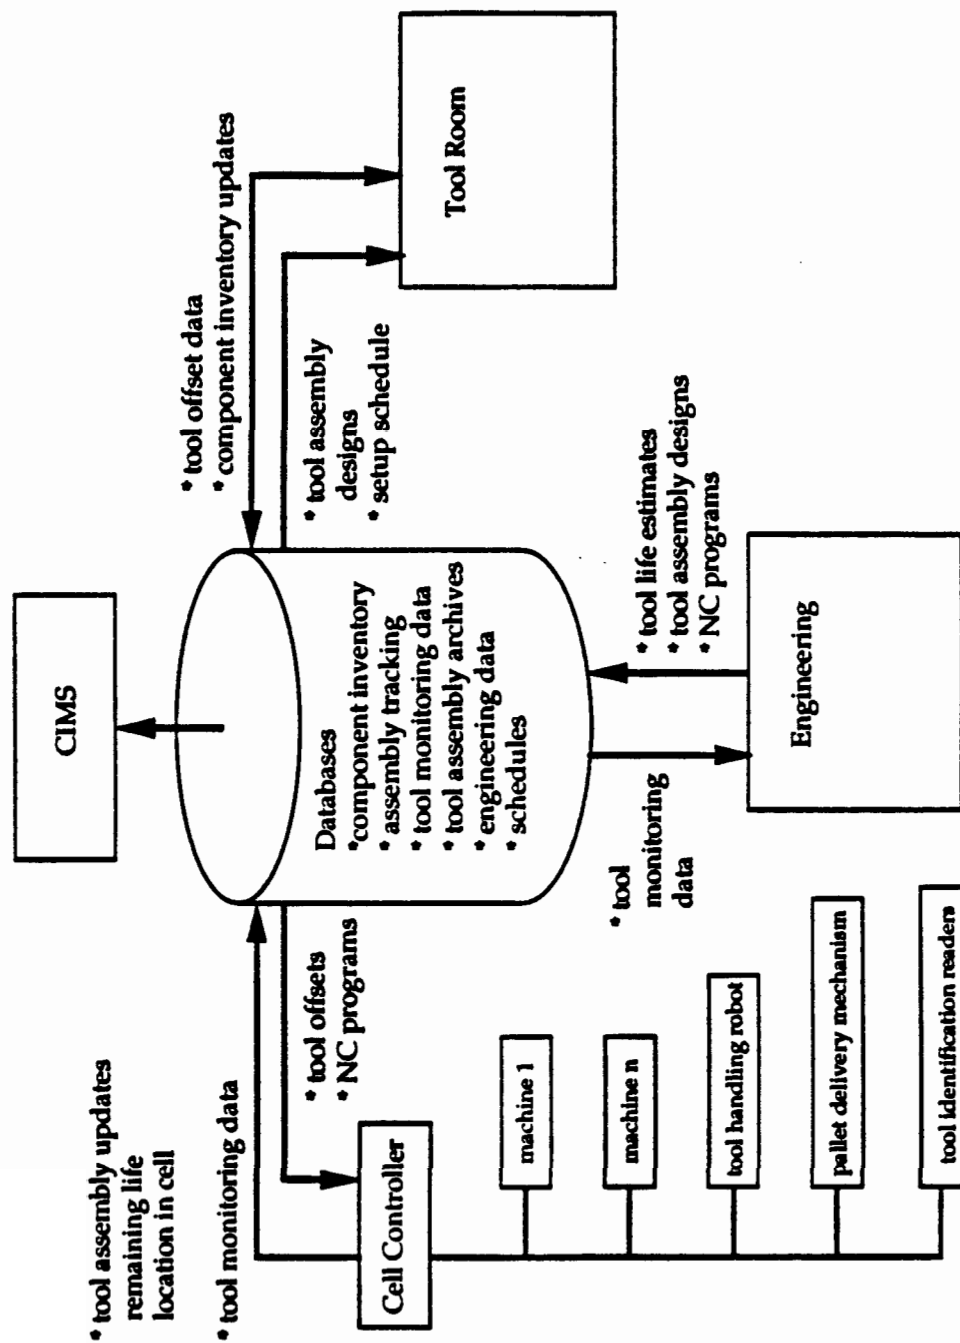 CIMS
* tool assembly updates
remaining life
location in cell
* tool monitoring data
* tool offset data
* component inventory updates
* tool offsets
* NC programs
Databases
*component inventory
* assembly tracking
* tool monitoring data
* tool assembly archives
*engineering data
* schedules
* tool assembly
designs
* setup schedule
Tool Room
Cell Controller
machine 1
machine n
tool handling robot
pallet delivery mechanism
tool identification readers
* tool
monitoring
data
* tool life estimates
* tool assembly designs
* NC programs
Engineering